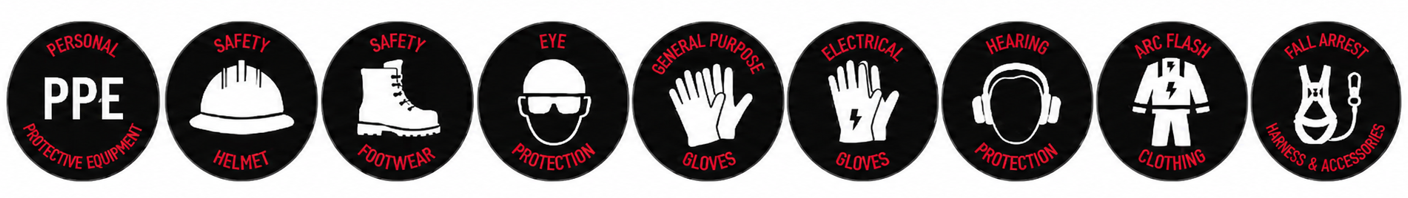 PERSONAL
PPE
PROTECTIVE EQUIPMENT
SAFETY
HELMET
SAFETY
FOOTWEAR
EYE
PROTECTION
GENERAL PURPOSE
GLOVES
ELECTRICAL
GLOVES
HEARING
PROTECTION
ARC FLASH
CLOTHING
FALL ARREST
HARNESS & ACCESSORIES